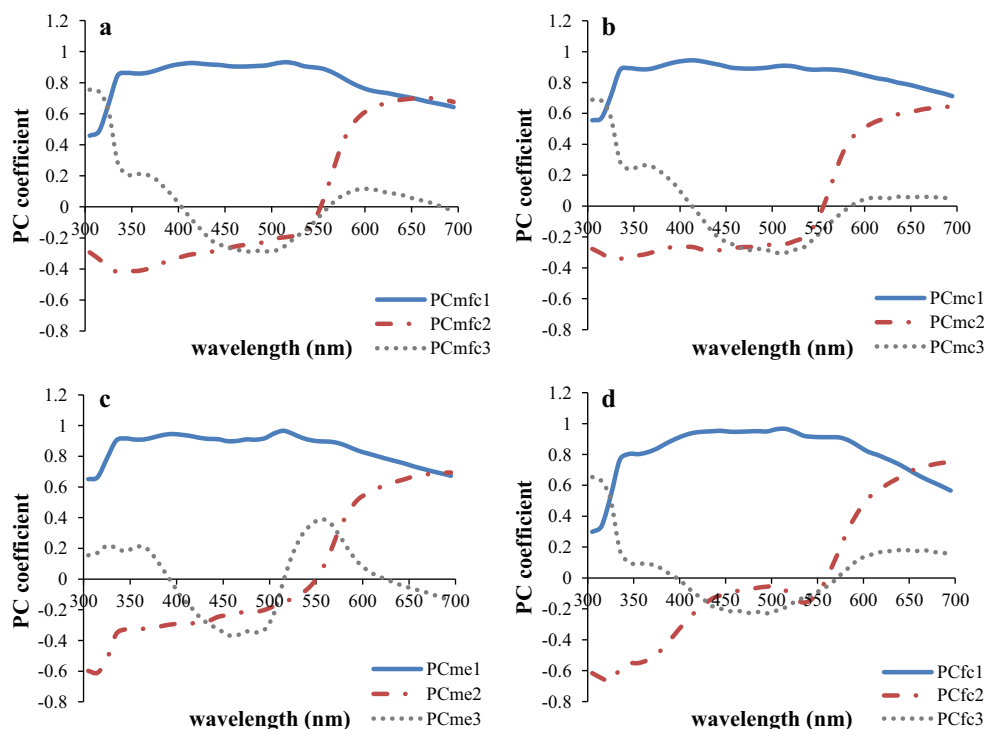 a
1.2
1
0.8
0.6
0.4
0.2
0
-0.2
-0.4
-0.6
-0.8
300 350 400 450 500 550 600 650 700
PC coefficient
wavelength (nm)
PCmfc1
PCmfc2
PCmfc3
b
1.2
1
0.8
0.6
0.4
0.2
0
-0.2
-0.4
-0.6
-0.8
300 350 400 450 500 550 600 650 700
PC coefficient
wavelength (nm)
PCmc1
PCmc2
PCmc3
c
1.2
1
0.8
0.6
0.4
0.2
0
-0.2
-0.4
-0.6
-0.8
300 350 400 450 500 550 600 650 700
PC coefficient
wavelength (nm)
PCme1
PCme2
PCme3
d
1.2
1
0.8
0.6
0.4
0.2
0
-0.2
-0.4
-0.6
-0.8
300 350 400 450 500 550 600 650 700
PC coefficient
wavelength (nm)
PCfc1
PCfc2
PCfc3